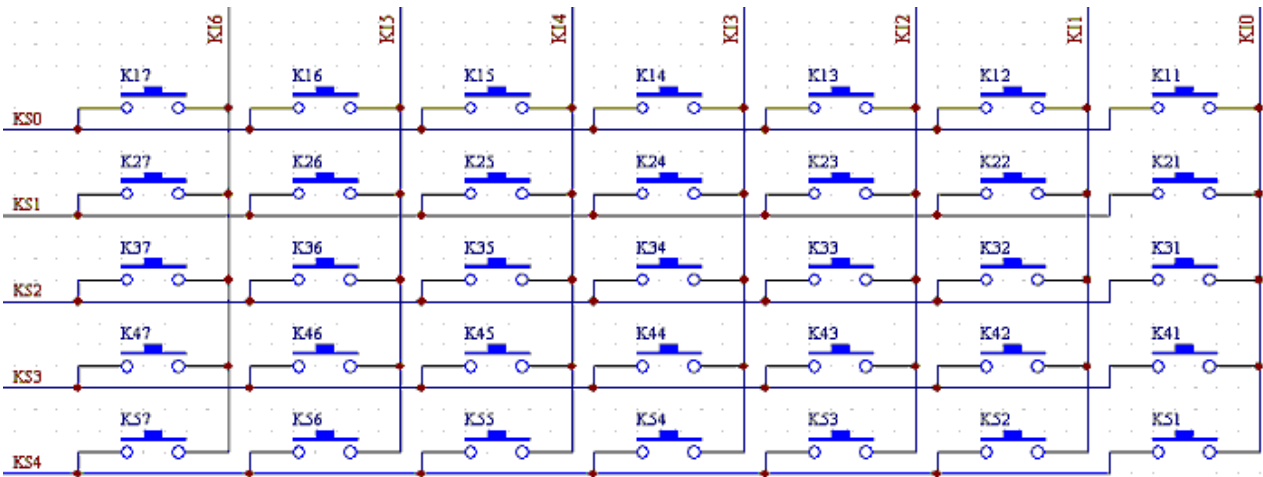 KI6 KI5 KI4 KI3 KI2 KI1 KI0
K17 K16 K15 K14 K13 K12 K11
KS0
K27 K26 K25 K24 K23 K22 K21
KS1
K37 K36 K35 K34 K33 K32 K31
KS2
K47 K46 K45 K44 K43 K42 K41
KS3
K57 K56 K55 K54 K53 K52 K51
KS4